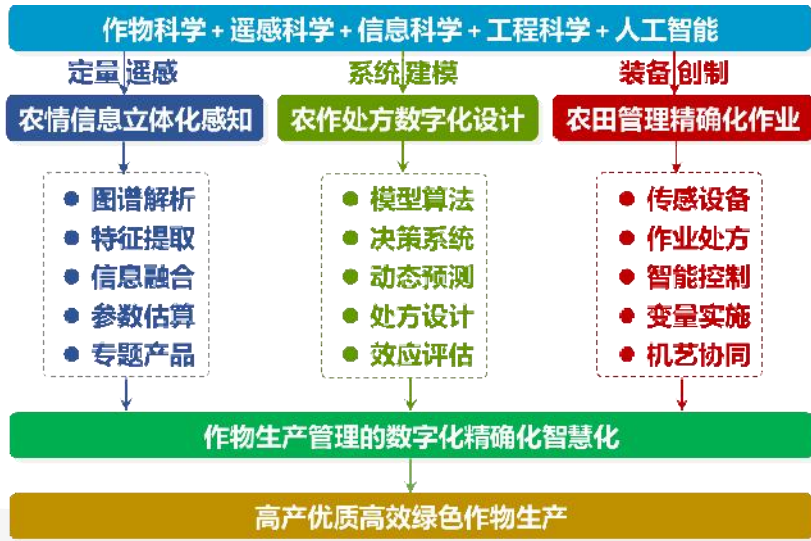 作物科学 + 遥感科学 + 信息科学 + 工程科学 + 人工智能
定量 遥感
系统 建模
装备 创制
农情信息立体化感知
农作处方数字化设计
农田管理精确化作业
● 图谱解析
● 特征提取
● 信息融合
● 参数估算
● 专题产品
● 模型算法
● 决策系统
● 动态预测
● 处方设计
● 效应评估
● 传感设备
● 作业处方
● 智能控制
● 变量实施
● 机艺协同
作物生产管理的数字化精确化智慧化
高产优质高效绿色作物生产